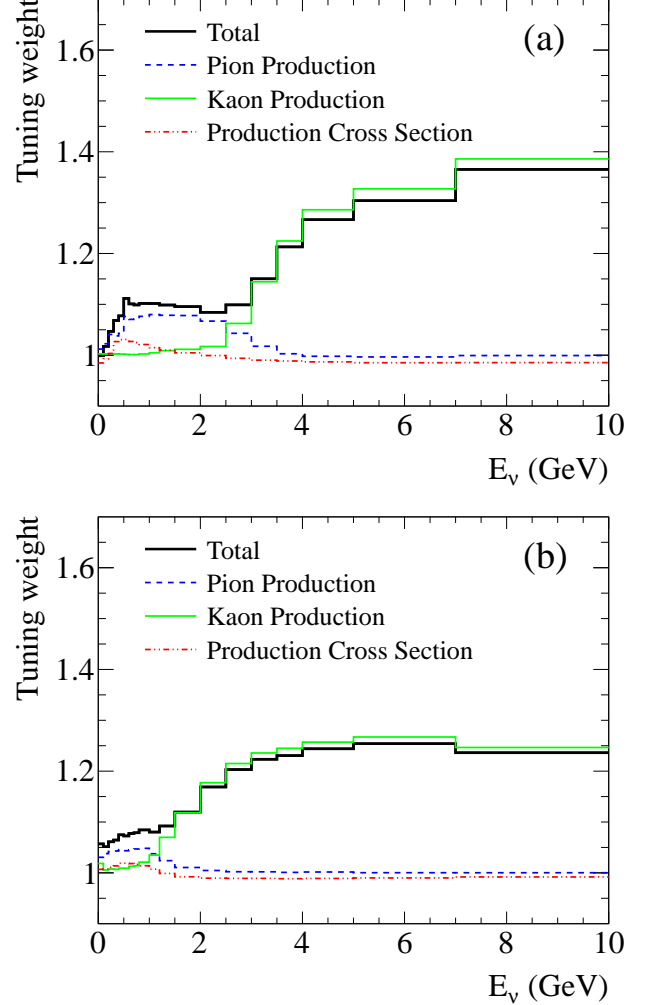 Tuning weight
1.6
1.4
1.2
1
Total
Pion Production
Kaon Production
Production Cross Section
(a)
0 2 4 6 8 10
E_ν (GeV)
Tuning weight
1.6
1.4
1.2
1
Total
Pion Production
Kaon Production
Production Cross Section
(b)
0 2 4 6 8 10
E_ν (GeV)